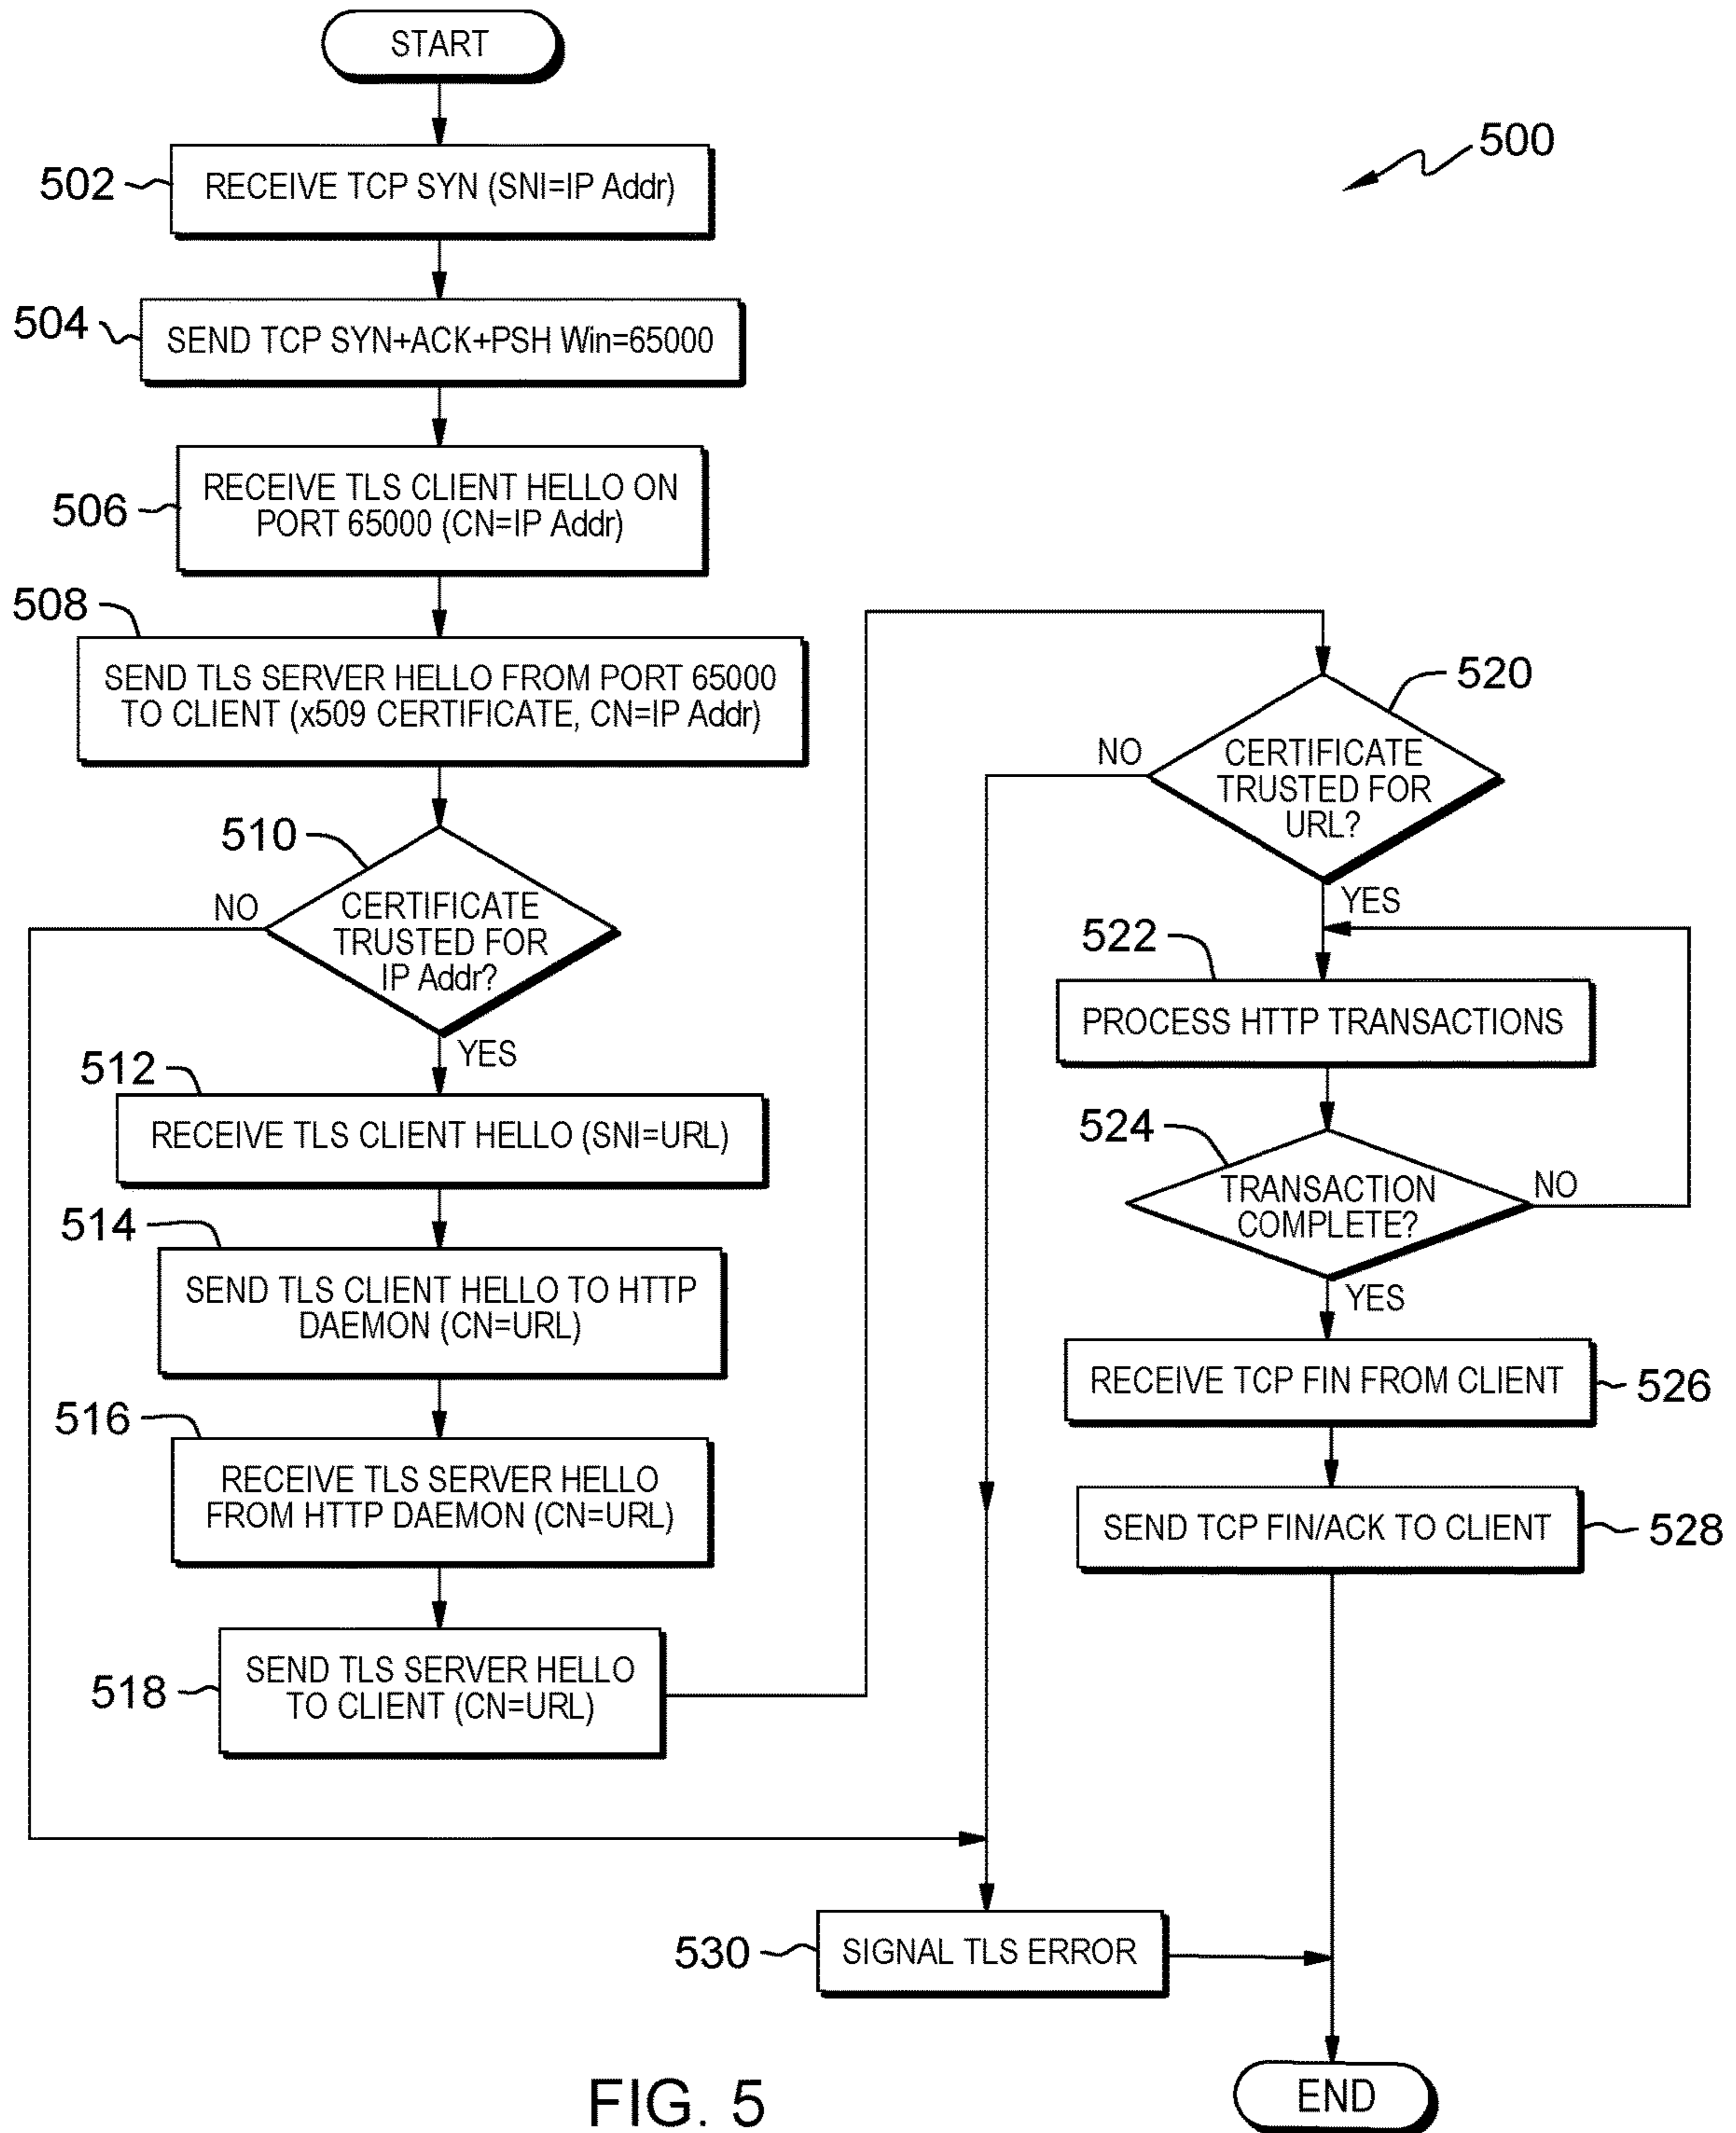 START
500
502
RECEIVE TCP SYN (SNI=IP Addr)
504
SEND TCP SYN+ACK+PSH Win=65000
506
RECEIVE TLS CLIENT HELLO ON
PORT 65000 (CN=IP Addr)
508
SEND TLS SERVER HELLO FROM PORT 65000
TO CLIENT (x509 CERTIFICATE, CN=IP Addr)
510
NO
CERTIFICATE
TRUSTED FOR
IP Addr?
YES
512
RECEIVE TLS CLIENT HELLO (SNI=URL)
514
SEND TLS CLIENT HELLO TO HTTP
DAEMON (CN=URL)
516
RECEIVE TLS SERVER HELLO
FROM HTTP DAEMON (CN=URL)
518
SEND TLS SERVER HELLO
TO CLIENT (CN=URL)
520
NO
CERTIFICATE
TRUSTED FOR
URL?
YES
522
PROCESS HTTP TRANSACTIONS
524
TRANSACTION
COMPLETE?
NO
YES
RECEIVE TCP FIN FROM CLIENT
526
SEND TCP FIN/ACK TO CLIENT
528
530
SIGNAL TLS ERROR
END
FIG. 5